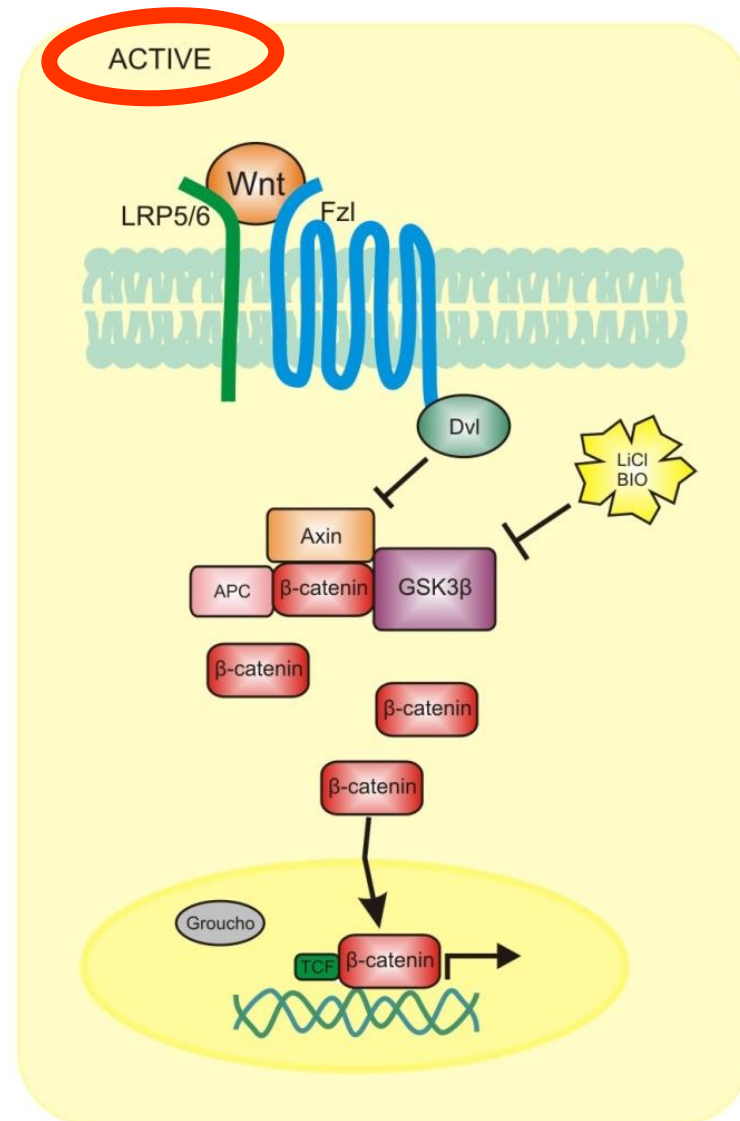 ACTIVE
Wnt
LRP5/6
Fzl
Dvl
LiCl
BIO
Axin
APC
β-catenin
GSK3β
β-catenin
β-catenin
β-catenin
Groucho
TCF
β-catenin